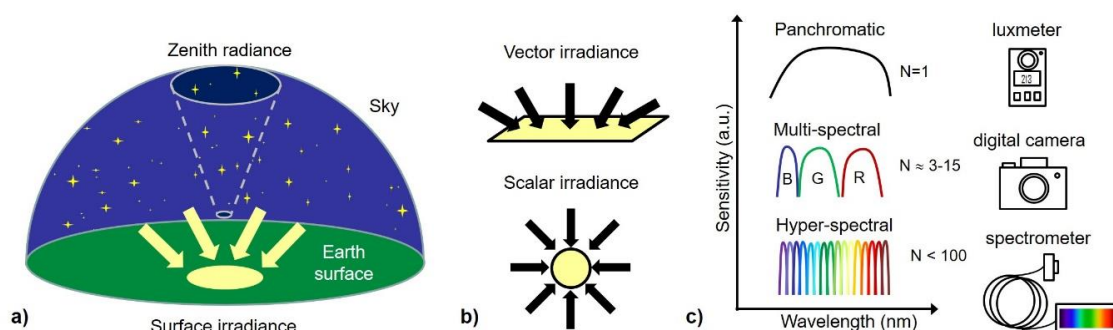 Zenith radiance
Sky
Earth
surface
a)
Surface irradiance
Vector irradiance
Scalar irradiance
b)
Sensitivity (a.u.)
Panchromatic
N=1
luxmeter
213
Multi-spectral
B G R
N ≈ 3-15
digital camera
Hyper-spectral
N < 100
spectrometer
c)
Wavelength (nm)